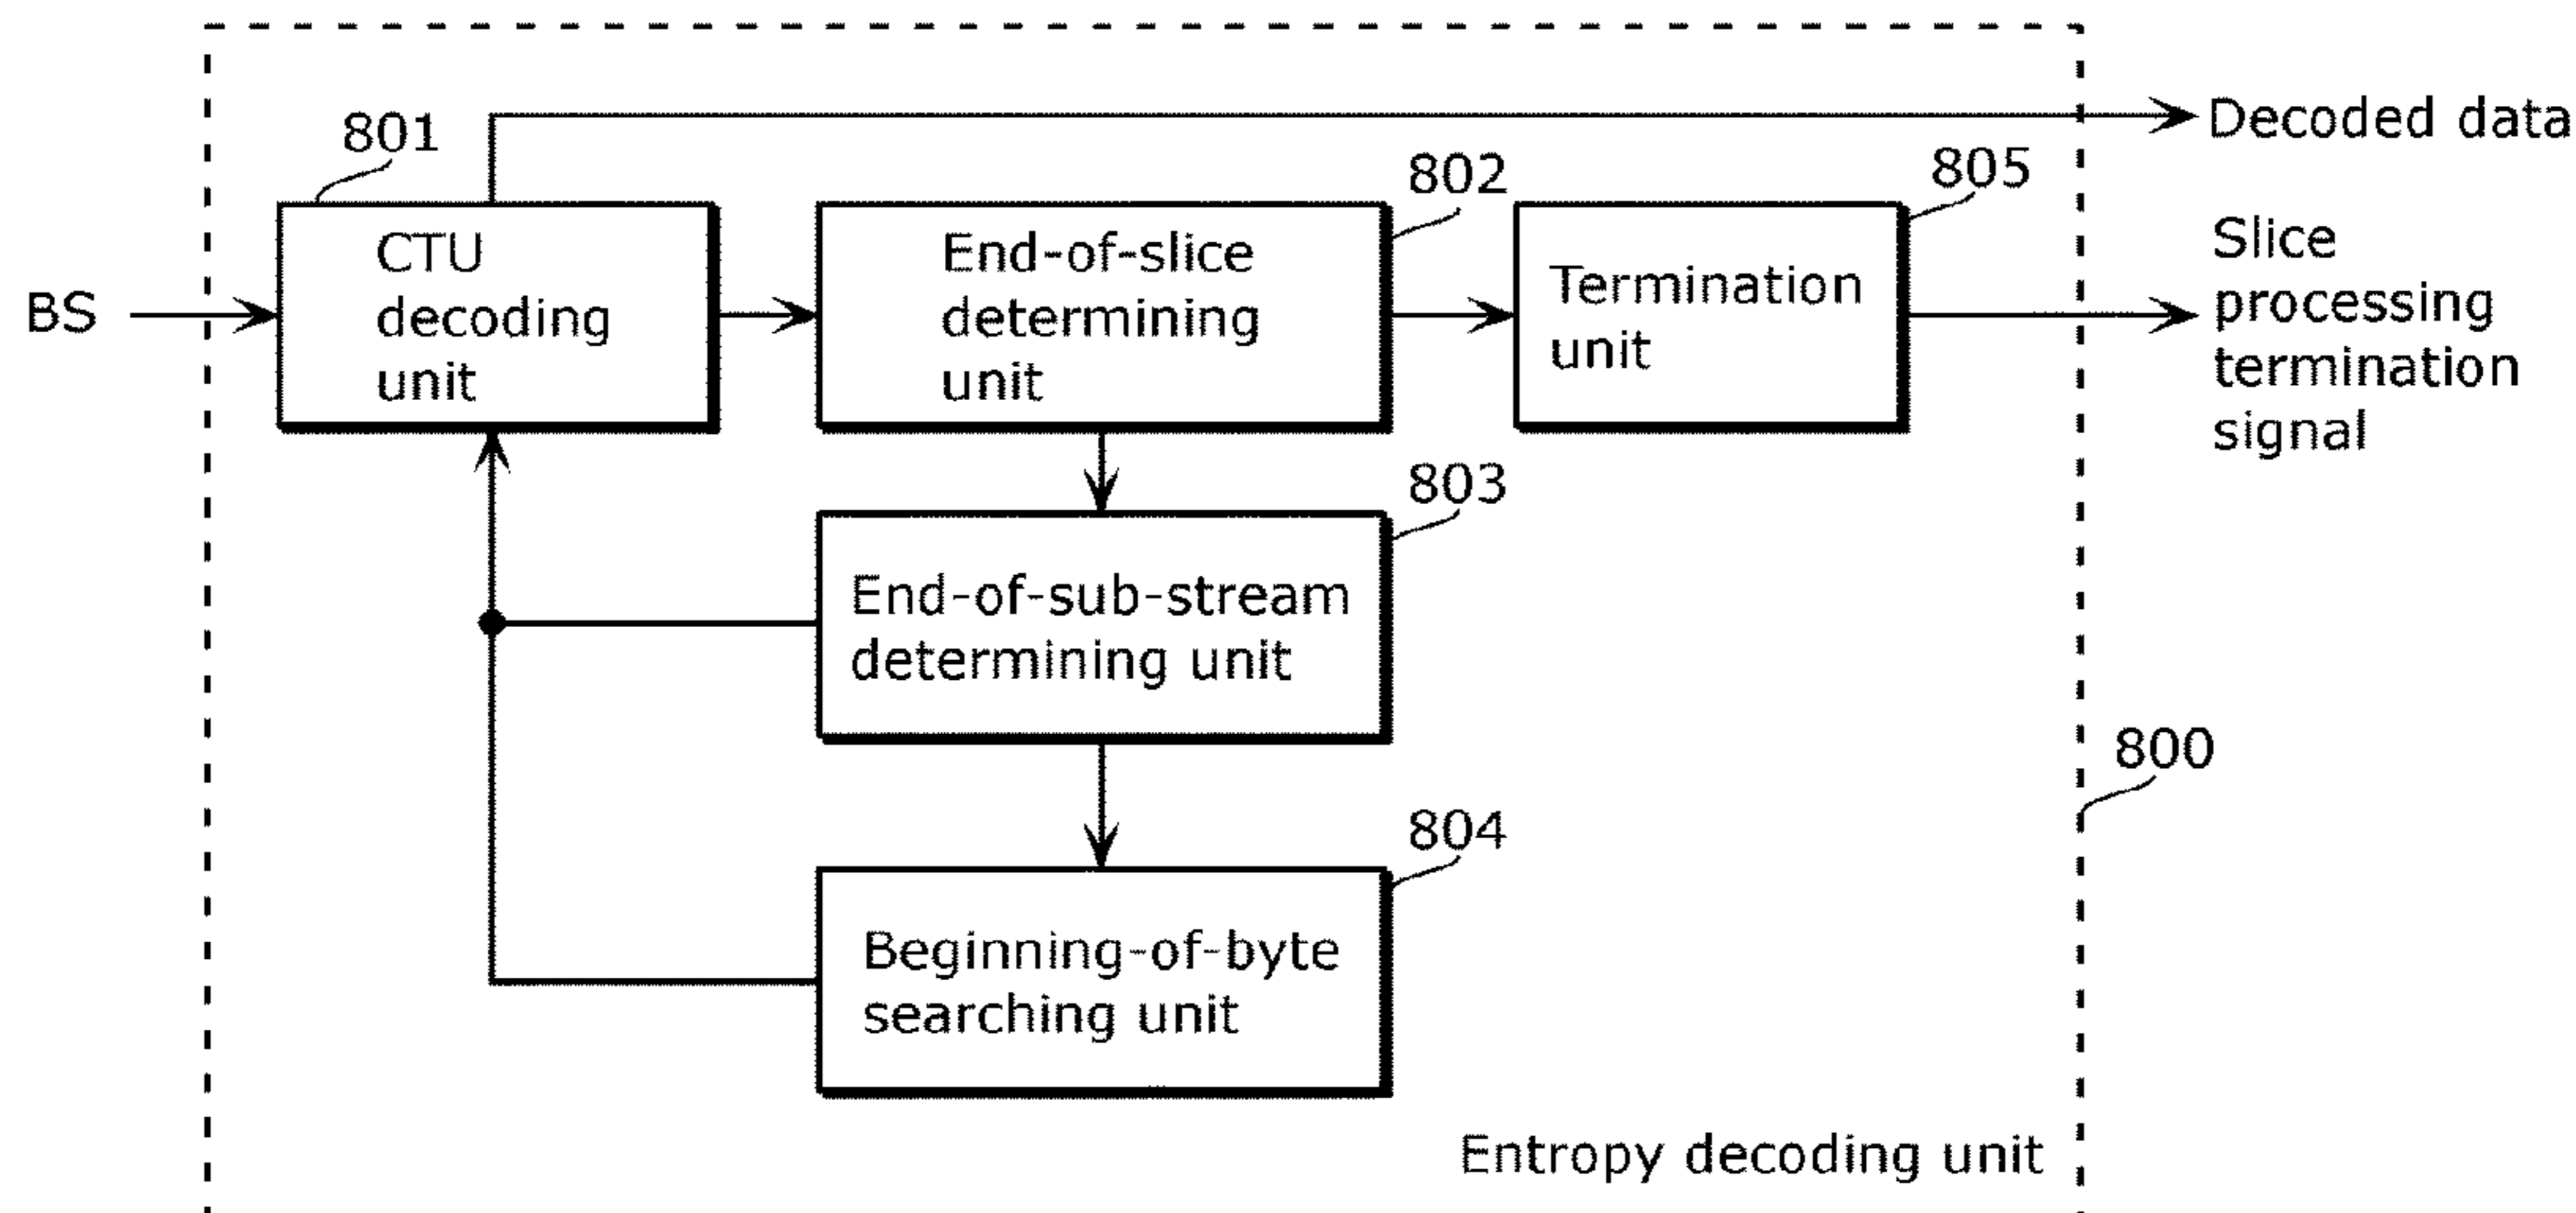 Decoded data
801
802
805
CTU
decoding
unit
End-of-slice
determining
unit
Termination
unit
Slice
processing
termination
signal
BS
803
End-of-sub-stream
determining unit
800
804
Beginning-of-byte
searching unit
Entropy decoding unit